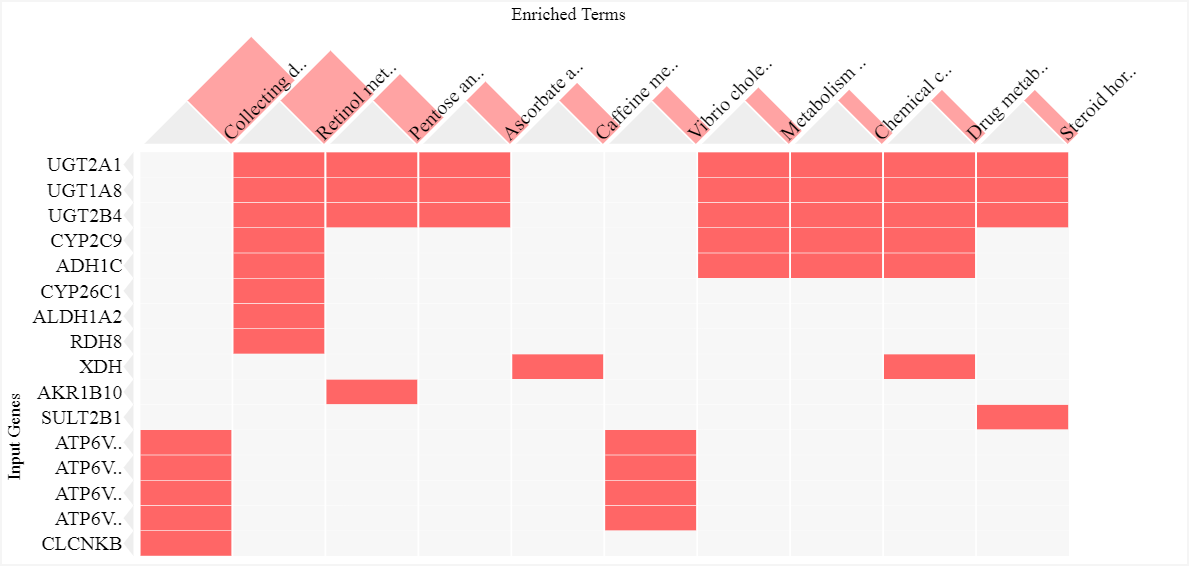 Enriched Terms
Collecting d..
Retinol met..
Pentose an..
Ascorbate a..
Caffeine me..
Vibrio chole..
Metabolism ..
Chemical c..
Drug metab..
Steroid hor..
Input Genes
UGT2A1
UGT1A8
UGT2B4
CYP2C9
ADH1C
CYP26C1
ALDH1A2
RDH8
XDH
AKR1B10
SULT2B1
ATP6V..
ATP6V..
ATP6V..
ATP6V..
CLCNKB